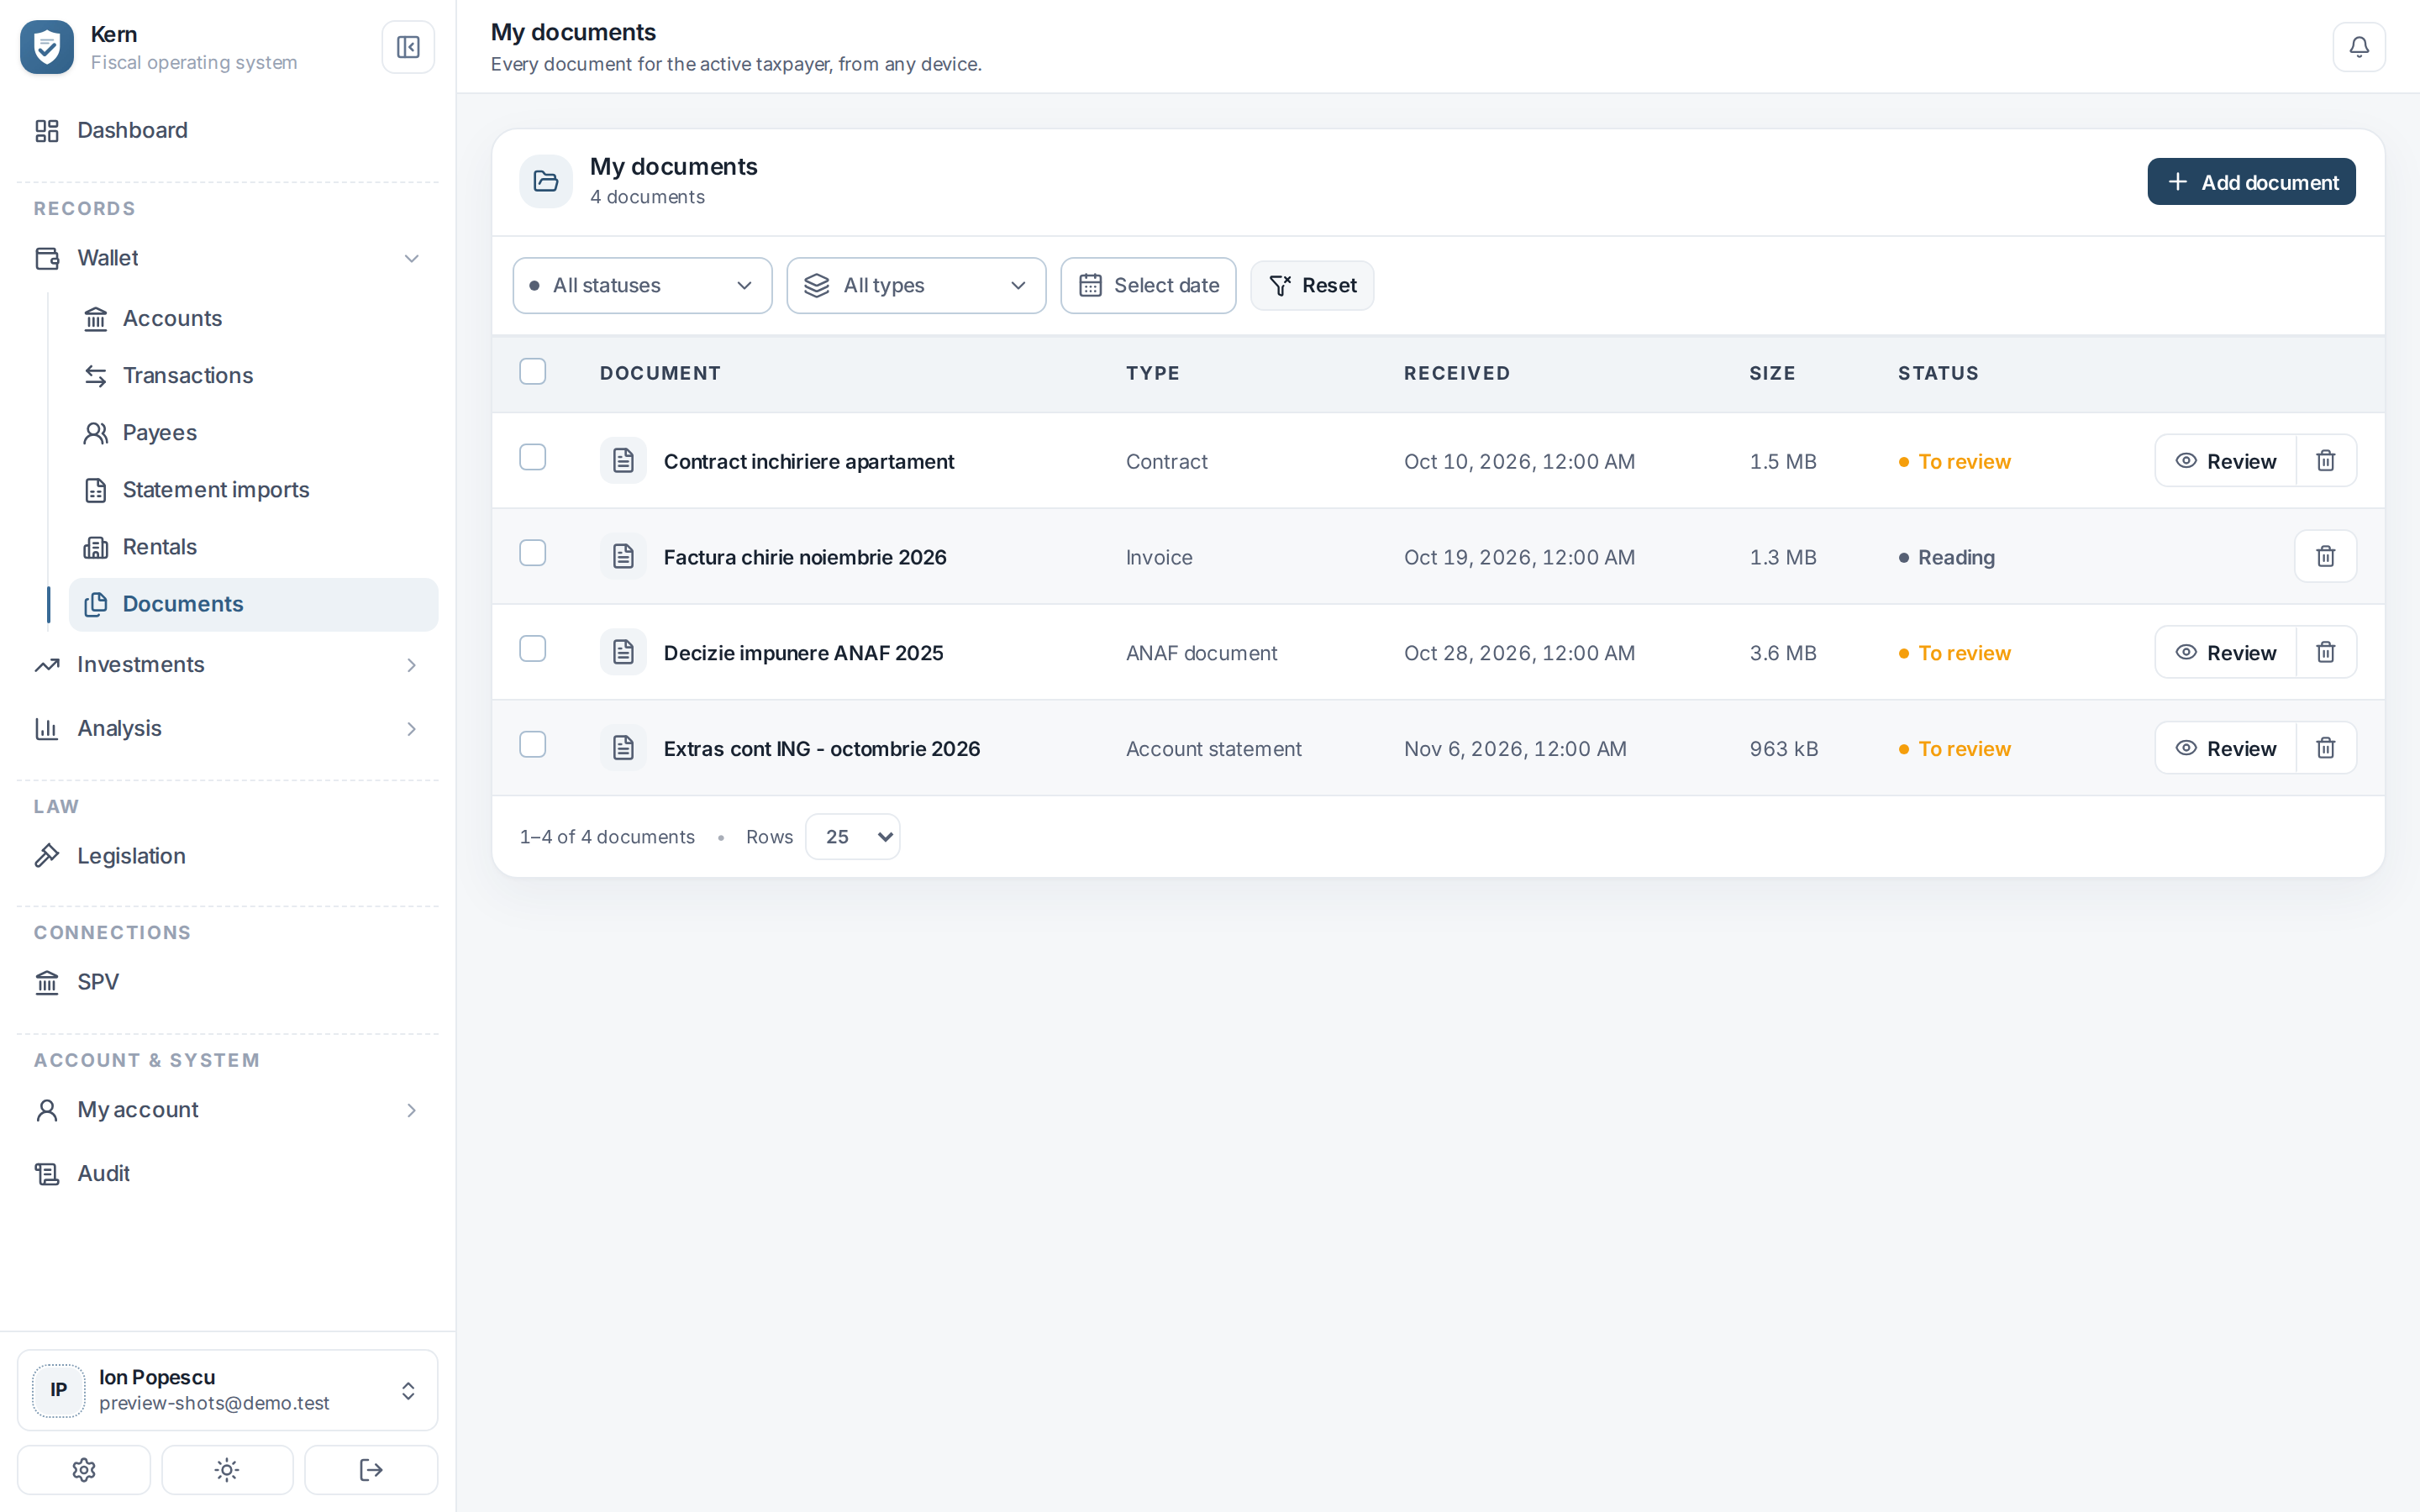 Kern
Fiscal operating system
Dashboard
RECORDS
Wallet
Accounts
Transactions
Payees
Statement imports
Rentals
Documents
Investments
Analysis
LAW
Legislation
CONNECTIONS
SPV
ACCOUNT & SYSTEM
My account
Audit
IP
Ion Popescu
preview-shots@demo.test
My documents
Every document for the active taxpayer, from any device.
My documents
4 documents
Add document
All statuses
All types
Select date
Reset
DOCUMENT TYPE RECEIVED SIZE STATUS
Contract inchiriere apartament Contract Oct 10, 2026, 12:00 AM 1.5 MB To review Review
Factura chirie noiembrie 2026 Invoice Oct 19, 2026, 12:00 AM 1.3 MB Reading
Decizie impunere ANAF 2025 ANAF document Oct 28, 2026, 12:00 AM 3.6 MB To review Review
Extras cont ING - octombrie 2026 Account statement Nov 6, 2026, 12:00 AM 963 kB To review Review
1–4 of 4 documents • Rows 25